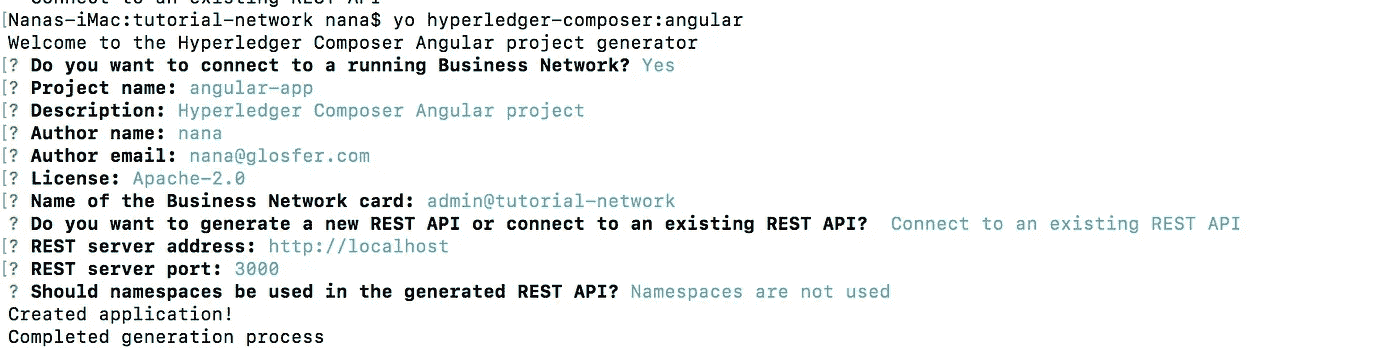 Connect to an existing REST API
[Nanas-iMac:tutorial-network nana$ yo hyperledger-composer:angular
Welcome to the Hyperledger Composer Angular project generator
[? Do you want to connect to a running Business Network? Yes
[? Project name: angular-app
[? Description: Hyperledger Composer Angular project
[? Author name: nana
[? Author email: nana@glosfer.com
[? License: Apache-2.0
[? Name of the Business Network card: admin@tutorial-network
? Do you want to generate a new REST API or connect to an existing REST API?  Connect to an existing REST API
[? REST server address: http://localhost
[? REST server port: 3000
? Should namespaces be used in the generated REST API? Namespaces are not used
Created application!
Completed generation process